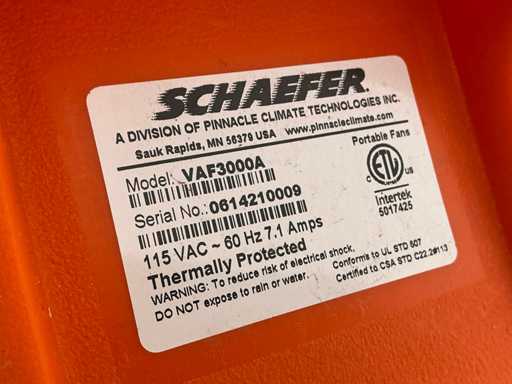 SCHAEFER
A DIVISION OF PINNACLE CLIMATE TECHNOLOGIES INC.
Sauk Rapids, MN 56379 USA www.pinnacleclimate.com
Model: VAF3000A
Portable Fans
Serial No.: 0614210009
ETL
C US
Intertek
5017425
115 VAC ~ 60 Hz 7.1 Amps
Thermally Protected
WARNING: To reduce risk of electrical shock,
DO NOT expose to rain or water.
Conforms to UL STD 507
Certified to CSA STD C22.2#113